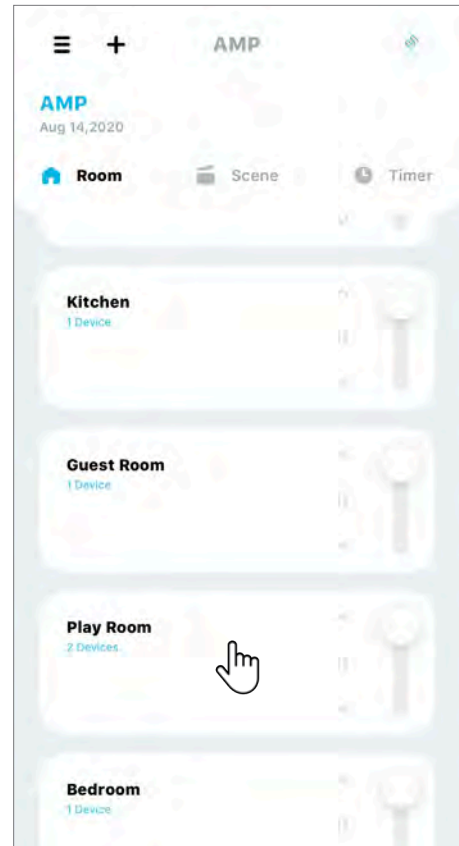 AMP
AMP
Aug 14,2020
Room Scene Timer
Kitchen
1 Device
Guest Room
1 Device
Play Room
2 Devices
Bedroom
1 Device